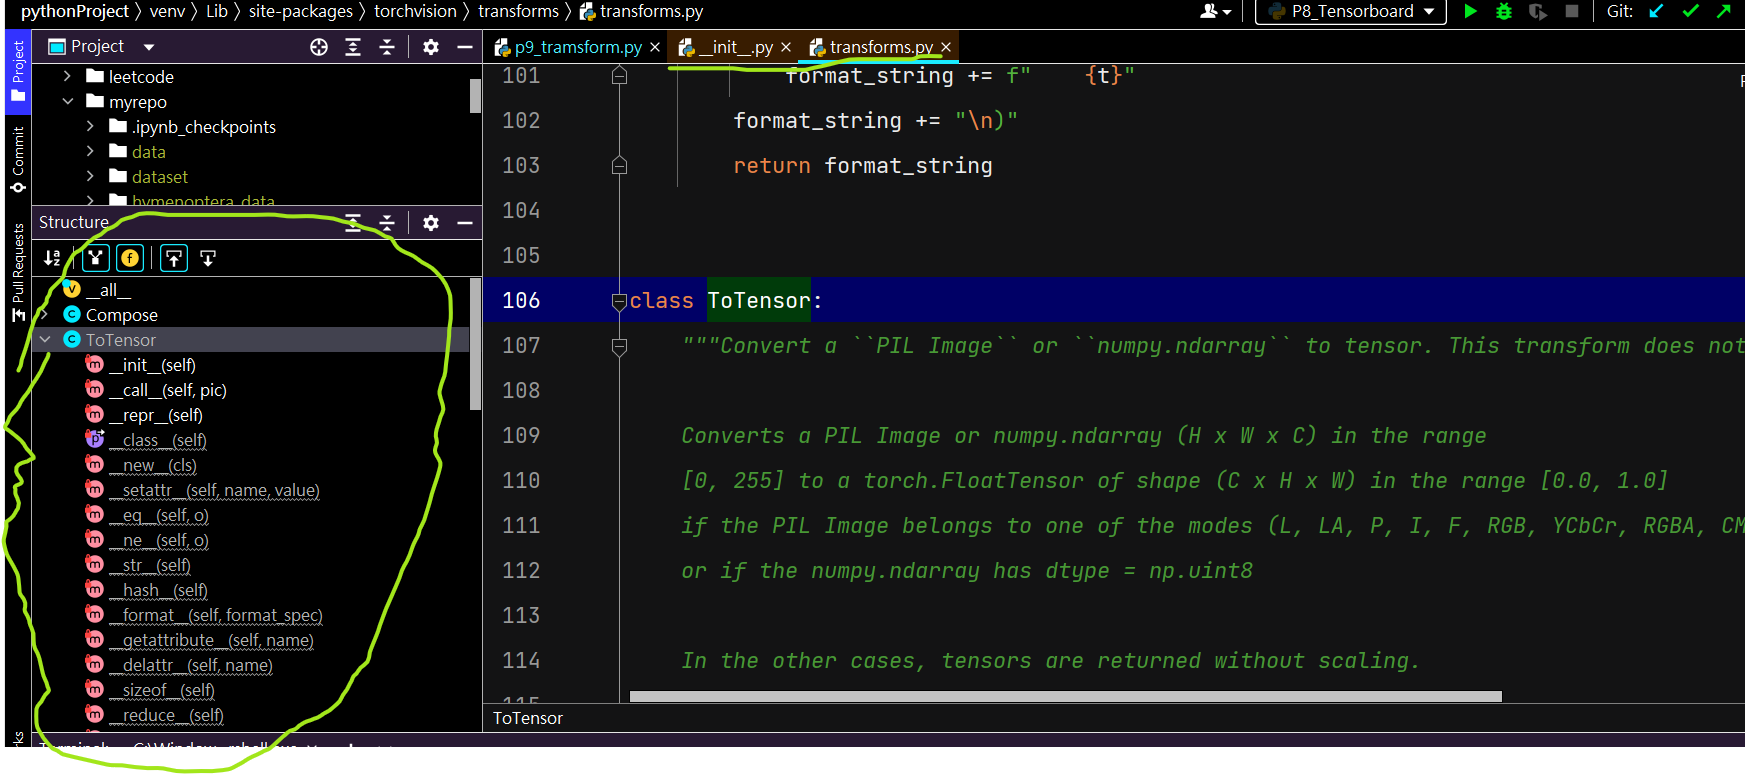 pythonProject > venv > Lib > site-packages > torchvision > transforms > transforms.py
P8_Tensorboard
Git:
Project
p9_tramsform.py
__init__.py
transforms.py
Project
Commit
Pull Requests
leetcode
myrepo
.ipynb_checkpoints
data
dataset
hymenoptera_data
Structure
__all__
Compose
ToTensor
__init__(self)
__call__(self, pic)
__repr__(self)
__class__(self)
__new__(cls)
__setattr__(self, name, value)
__eq__(self, o)
__ne__(self, o)
__str__(self)
__hash__(self)
__format__(self, format_spec)
__getattribute__(self, name)
__delattr__(self, name)
__sizeof__(self)
__reduce__(self)
101 format_string += f"    {t}"
102 format_string += "\n)"
103 return format_string
104
105
106 class ToTensor:
107 """Convert a ``PIL Image`` or ``numpy.ndarray`` to tensor. This transform does not
108
109 Converts a PIL Image or numpy.ndarray (H x W x C) in the range
110 [0, 255] to a torch.FloatTensor of shape (C x H x W) in the range [0.0, 1.0]
111 if the PIL Image belongs to one of the modes (L, LA, P, I, F, RGB, YCbCr, RGBA, CM
112 or if the numpy.ndarray has dtype = np.uint8
113
114 In the other cases, tensors are returned without scaling.
ToTensor